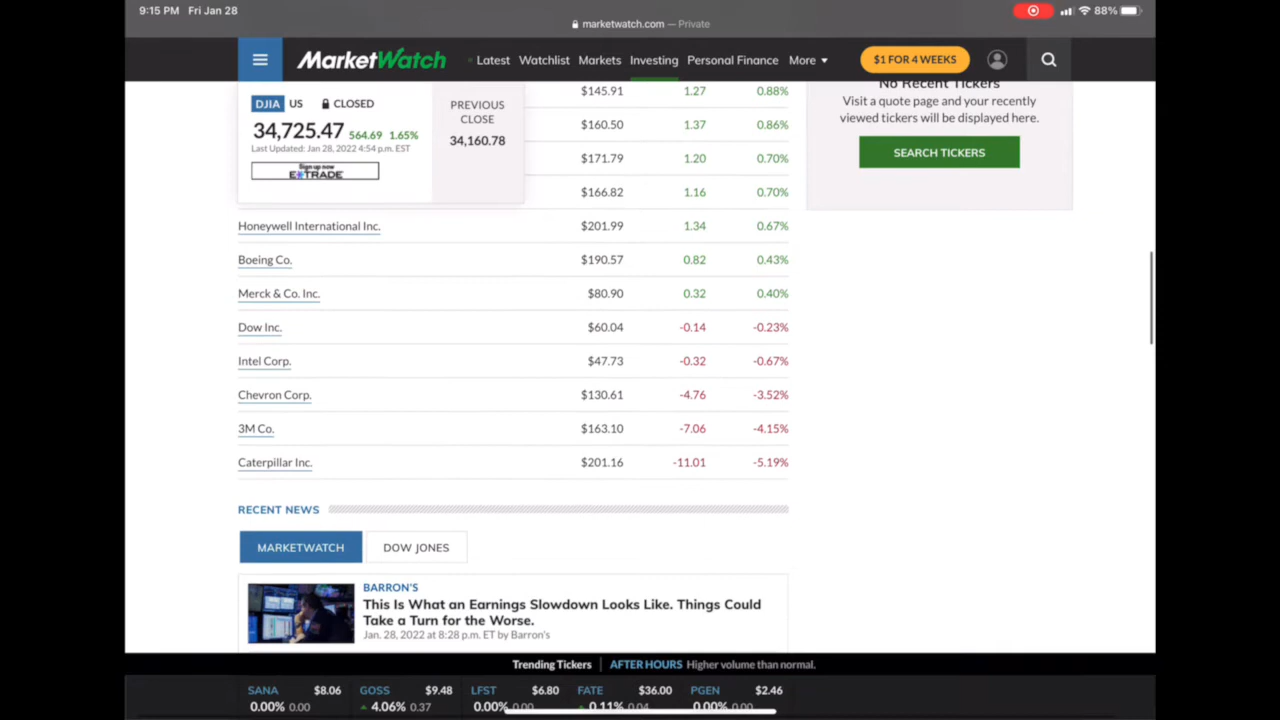 9:15 PM Fri Jan 28
88%
marketwatch.com — Private
MarketWatch Latest Watchlist Markets Investing Personal Finance More $1 FOR 4 WEEKS
DJIA US CLOSED
34,725.47 564.69 1.65%
Last Updated: Jan 28, 2022 4:54 p.m. EST
Sign up now
E*TRADE
PREVIOUS
CLOSE
34,160.78
$145.91 1.27 0.88%
$160.50 1.37 0.86%
$171.79 1.20 0.70%
$166.82 1.16 0.70%
Honeywell International Inc. $201.99 1.34 0.67%
Boeing Co. $190.57 0.82 0.43%
Merck & Co. Inc. $80.90 0.32 0.40%
Dow Inc. $60.04 -0.14 -0.23%
Intel Corp. $47.73 -0.32 -0.67%
Chevron Corp. $130.61 -4.76 -3.52%
3M Co. $163.10 -7.06 -4.15%
Caterpillar Inc. $201.16 -11.01 -5.19%
No Recent Tickers
Visit a quote page and your recently
viewed tickers will be displayed here.
SEARCH TICKERS
RECENT NEWS
MARKETWATCH DOW JONES
BARRON'S
This Is What an Earnings Slowdown Looks Like. Things Could
Take a Turn for the Worse.
Jan. 28, 2022 at 8:28 p.m. ET by Barron's
Trending Tickers AFTER HOURS Higher volume than normal.
SANA $8.06 GOSS $9.48 LFST $6.80 FATE $36.00 PGEN $2.46
0.00% 0.00 4.06% 0.37 0.00% 0.00 0.11% 0.04 0.00% 0.00